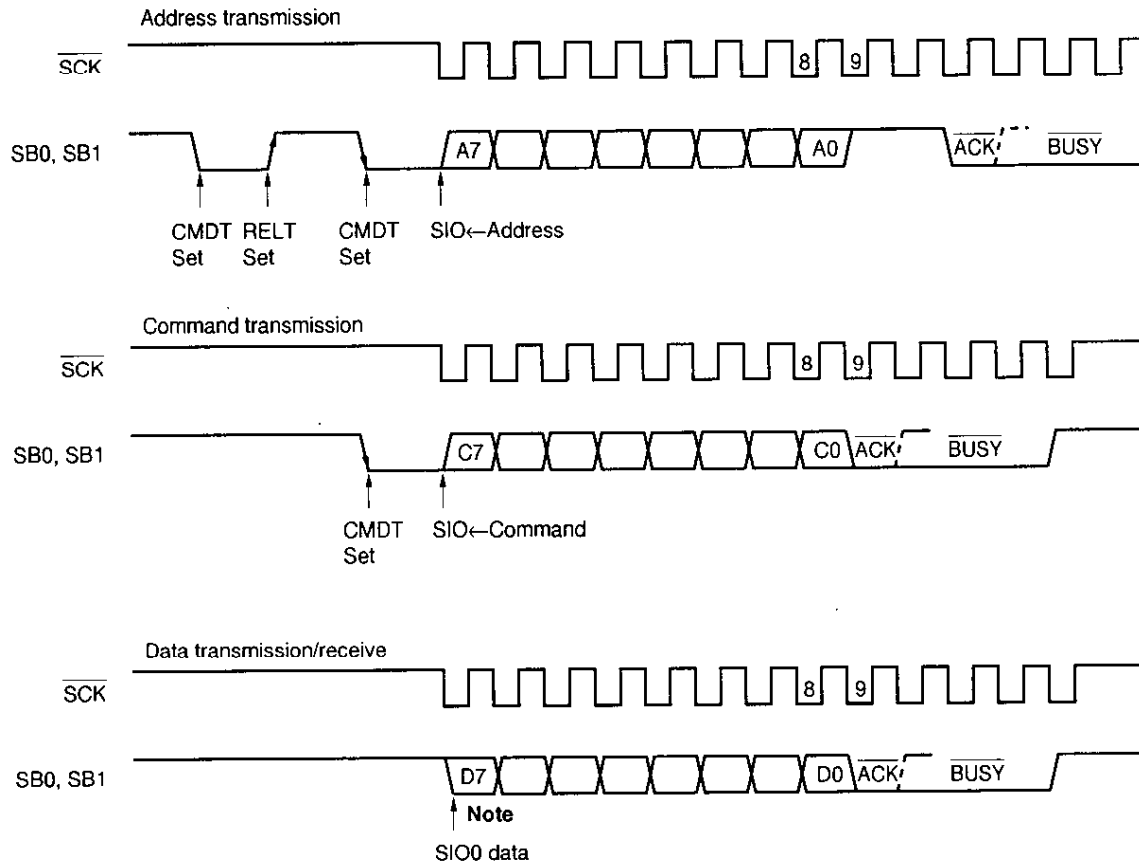 Address transmission
SCK
8 9
SB0, SB1
A7 A0 ACK BUSY
CMDT Set
RELT Set
CMDT Set
SIO←Address
Command transmission
SCK
8 9
SB0, SB1
C7 C0 ACK BUSY
CMDT Set
SIO←Command
Data transmission/receive
SCK
8 9
SB0, SB1
D7 D0 ACK BUSY
Note
SIO0 data